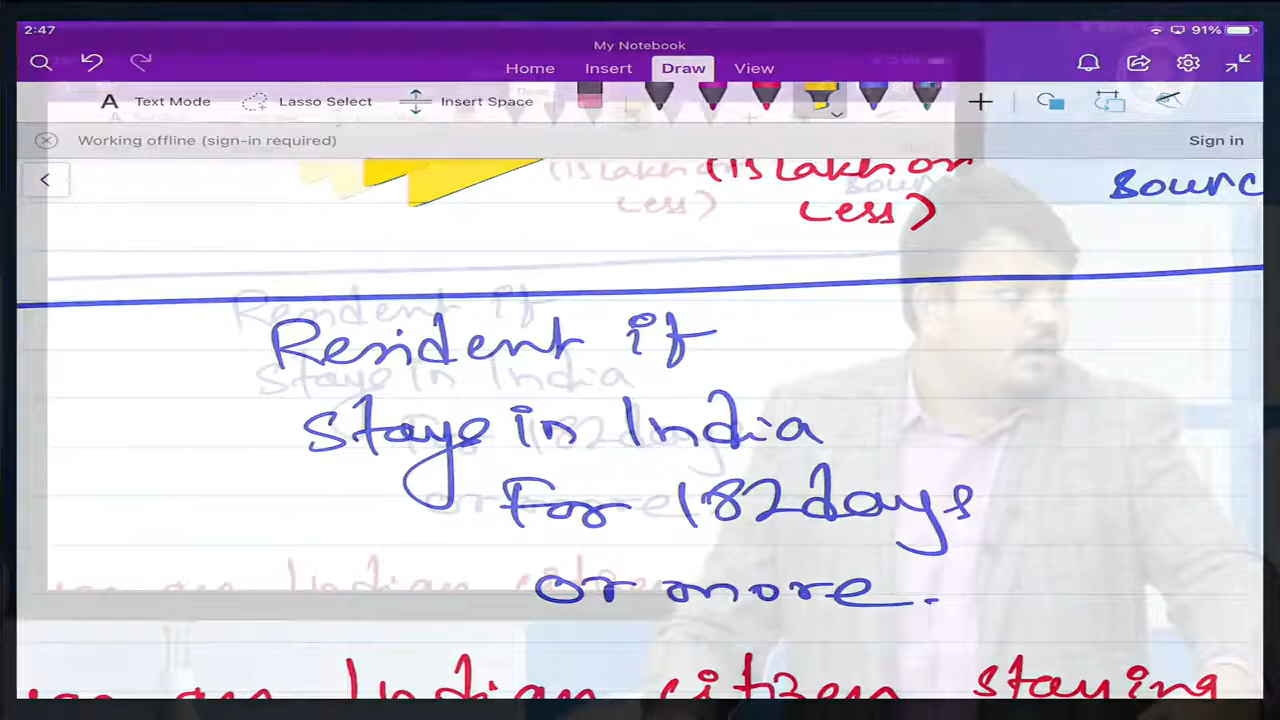 2:47
91%
My Notebook
Home Insert Draw View
A Text Mode Lasso Select Insert Space
Working offline (sign-in required) Sign in
(15 lakh or
less)
Sourc
Resident if
stays in India
For 182 days
or more.
an Indian citizen staying